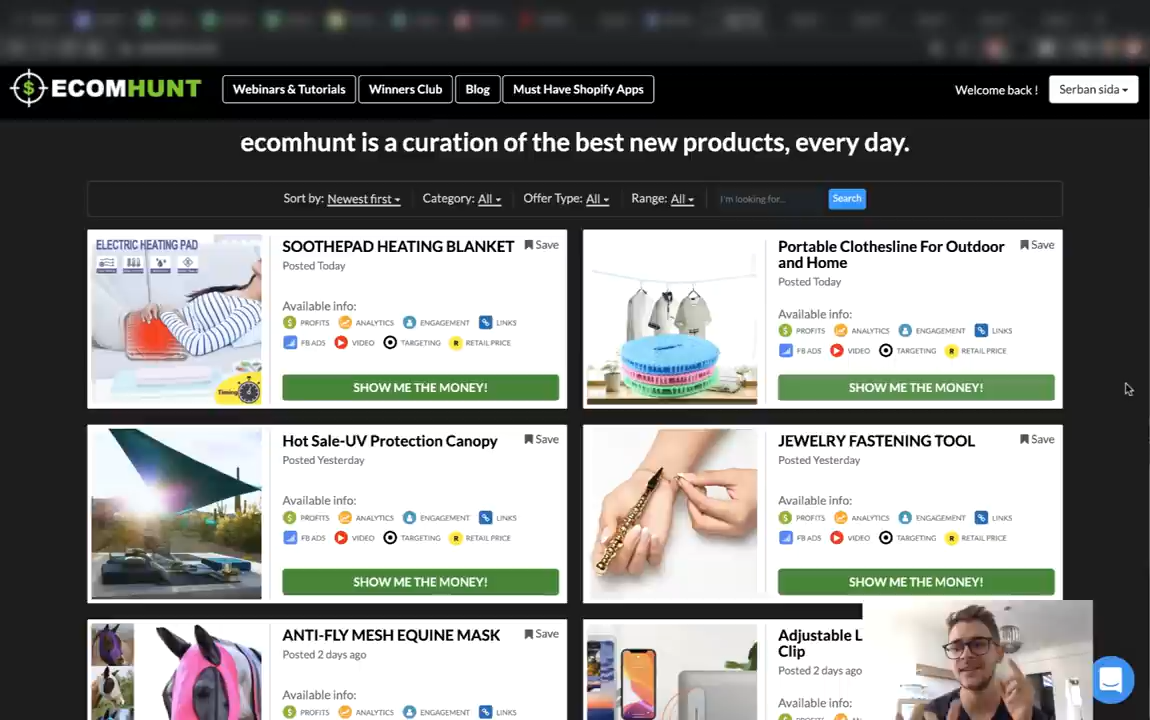 ECOMHUNT
Webinars & Tutorials
Winners Club
Blog
Must Have Shopify Apps
Welcome back !
Serban sida
ecomhunt is a curation of the best new products, every day.
Sort by: Newest first
Category: All
Offer Type: All
Range: All
I'm looking for...
Search
ELECTRIC HEATING PAD
Timing
SOOTHEPAD HEATING BLANKET
Save
Posted Today
Available info:
PROFITS ANALYTICS ENGAGEMENT LINKS
FB ADS VIDEO TARGETING RETAIL PRICE
SHOW ME THE MONEY!
Portable Clothesline For Outdoor
and Home
Save
Posted Today
Available info:
PROFITS ANALYTICS ENGAGEMENT LINKS
FB ADS VIDEO TARGETING RETAIL PRICE
SHOW ME THE MONEY!
Hot Sale-UV Protection Canopy
Save
Posted Yesterday
Available info:
PROFITS ANALYTICS ENGAGEMENT LINKS
FB ADS VIDEO TARGETING RETAIL PRICE
SHOW ME THE MONEY!
JEWELRY FASTENING TOOL
Save
Posted Yesterday
Available info:
PROFITS ANALYTICS ENGAGEMENT LINKS
FB ADS VIDEO TARGETING RETAIL PRICE
SHOW ME THE MONEY!
ANTI-FLY MESH EQUINE MASK
Save
Posted 2 days ago
Available info:
PROFITS ANALYTICS ENGAGEMENT LINKS
Adjustable L
Clip
Posted 2 days ago
Available info: